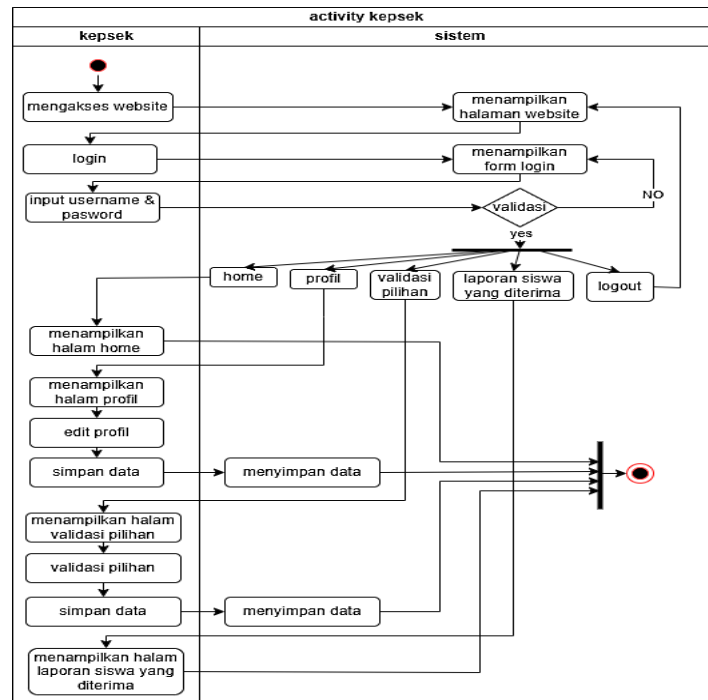 activity kepsek
kepsek
sistem
mengakses website
menampilkan
halaman website
login
menampilkan
form login
input username &
pasword
validasi
NO
yes
home
profil
validasi
pilihan
laporan siswa
yang diterima
logout
menampilkan
halam home
menampilkan
halam profil
edit profil
simpan data
menyimpan data
menampilkan halam
validasi pilihan
validasi pilihan
simpan data
menyimpan data
menampilkan halam
laporan siswa yang
diterima